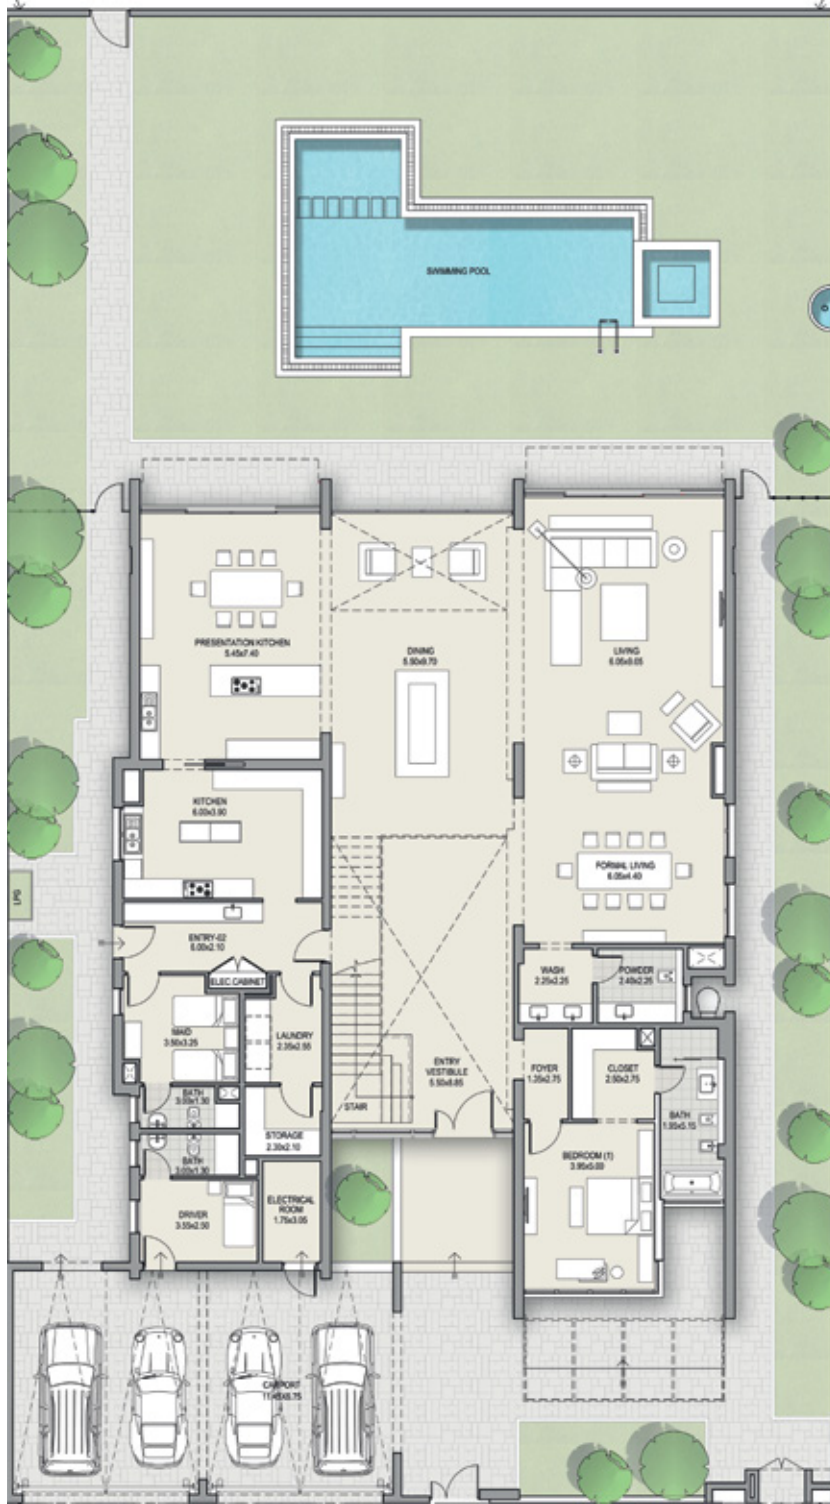 SWIMMING POOL
PRESENTATION KITCHEN
5.45x7.40
DINING
5.50x9.70
LIVING
6.05x9.05
KITCHEN
6.00x3.90
FORMAL LIVING
6.05x4.40
LPG
ENTRY-02
6.00x2.10
ELEC.CABINET
WASH
2.25x2.25
POWDER
2.40x2.25
MAID
3.50x3.25
LAUNDRY
2.35x2.55
ENTRY
VESTIBULE
5.50x8.85
FOYER
1.35x2.75
CLOSET
2.50x2.75
BATH
3.00x1.30
STAIR
BATH
1.95x5.15
STORAGE
2.30x2.10
BATH
3.00x1.30
BEDROOM (1)
3.95x5.00
ELECTRICAL
ROOM
1.75x3.05
DRIVER
3.55x2.50
CARPORT